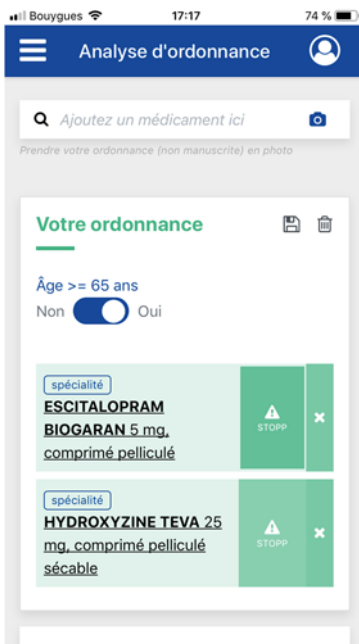 Bouygues 17:17 74 %
Analyse d'ordonnance
Ajoutez un médicament ici
Prendre votre ordonnance (non manuscrite) en photo
Votre ordonnance
Âge >= 65 ans
Non Oui
spécialité
ESCITALOPRAM
BIOGARAN 5 mg,
comprimé pelliculé
STOPP
spécialité
HYDROXYZINE TEVA 25
mg, comprimé pelliculé
sécable
STOPP